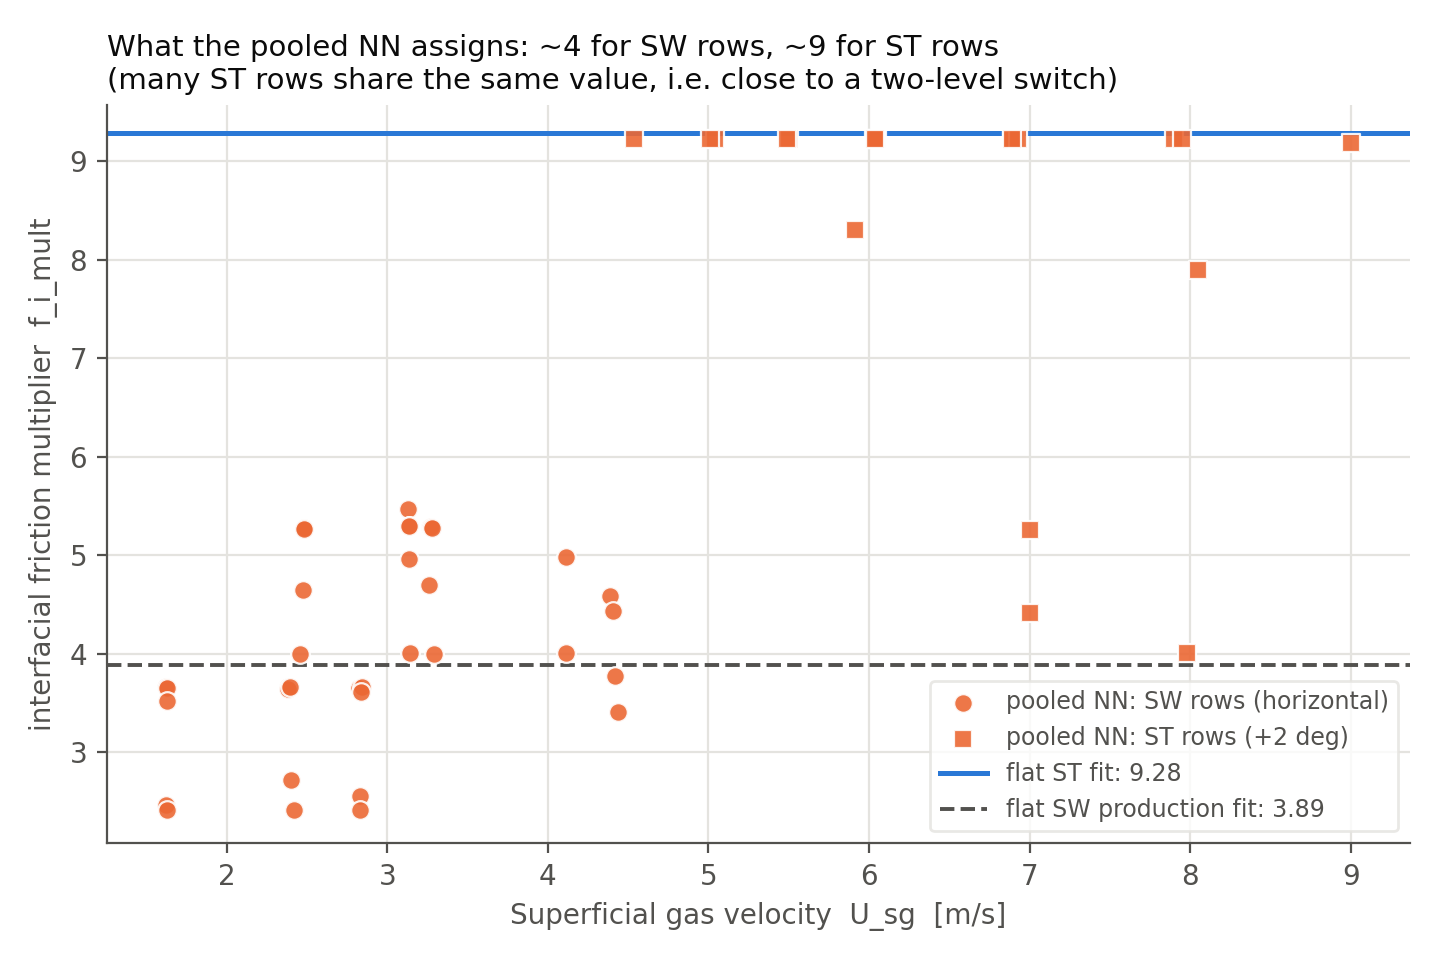 What the pooled NN assigns: ~4 for SW rows, ~9 for ST rows
(many ST rows share the same value, i.e. close to a two-level switch)
interfacial friction multiplier f_i_mult
9
8
7
6
5
4
3
pooled NN: SW rows (horizontal)
pooled NN: ST rows (+2 deg)
flat ST fit: 9.28
flat SW production fit: 3.89
2 3 4 5 6 7 8 9
Superficial gas velocity U_sg [m/s]